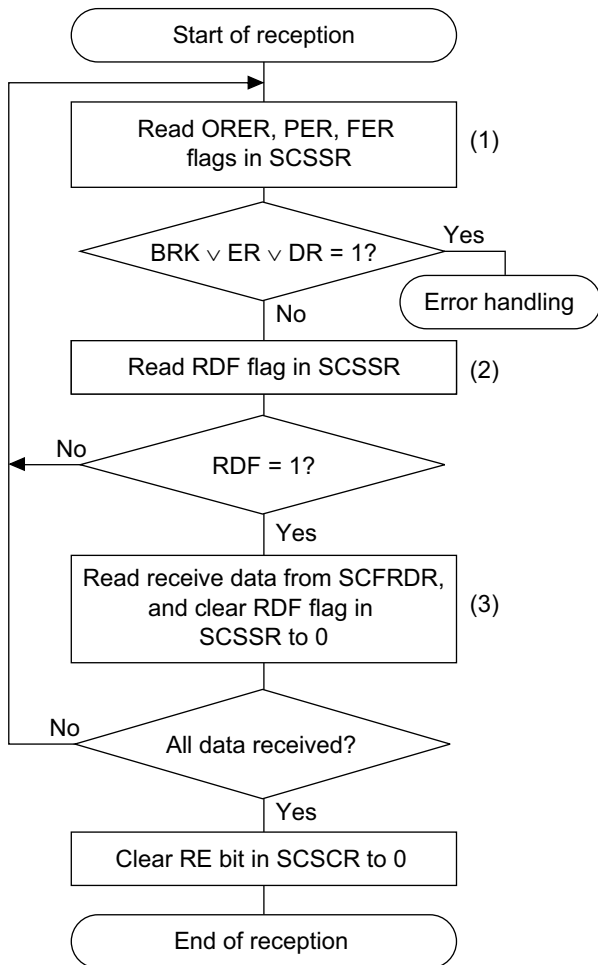 Start of reception
Read ORER, PER, FER
flags in SCSSR
(1)
BRK ∨ ER ∨ DR = 1?
Yes
Error handling
No
Read RDF flag in SCSSR
(2)
No
RDF = 1?
Yes
Read receive data from SCFRDR,
and clear RDF flag in
SCSSR to 0
(3)
No
All data received?
Yes
Clear RE bit in SCSCR to 0
End of reception